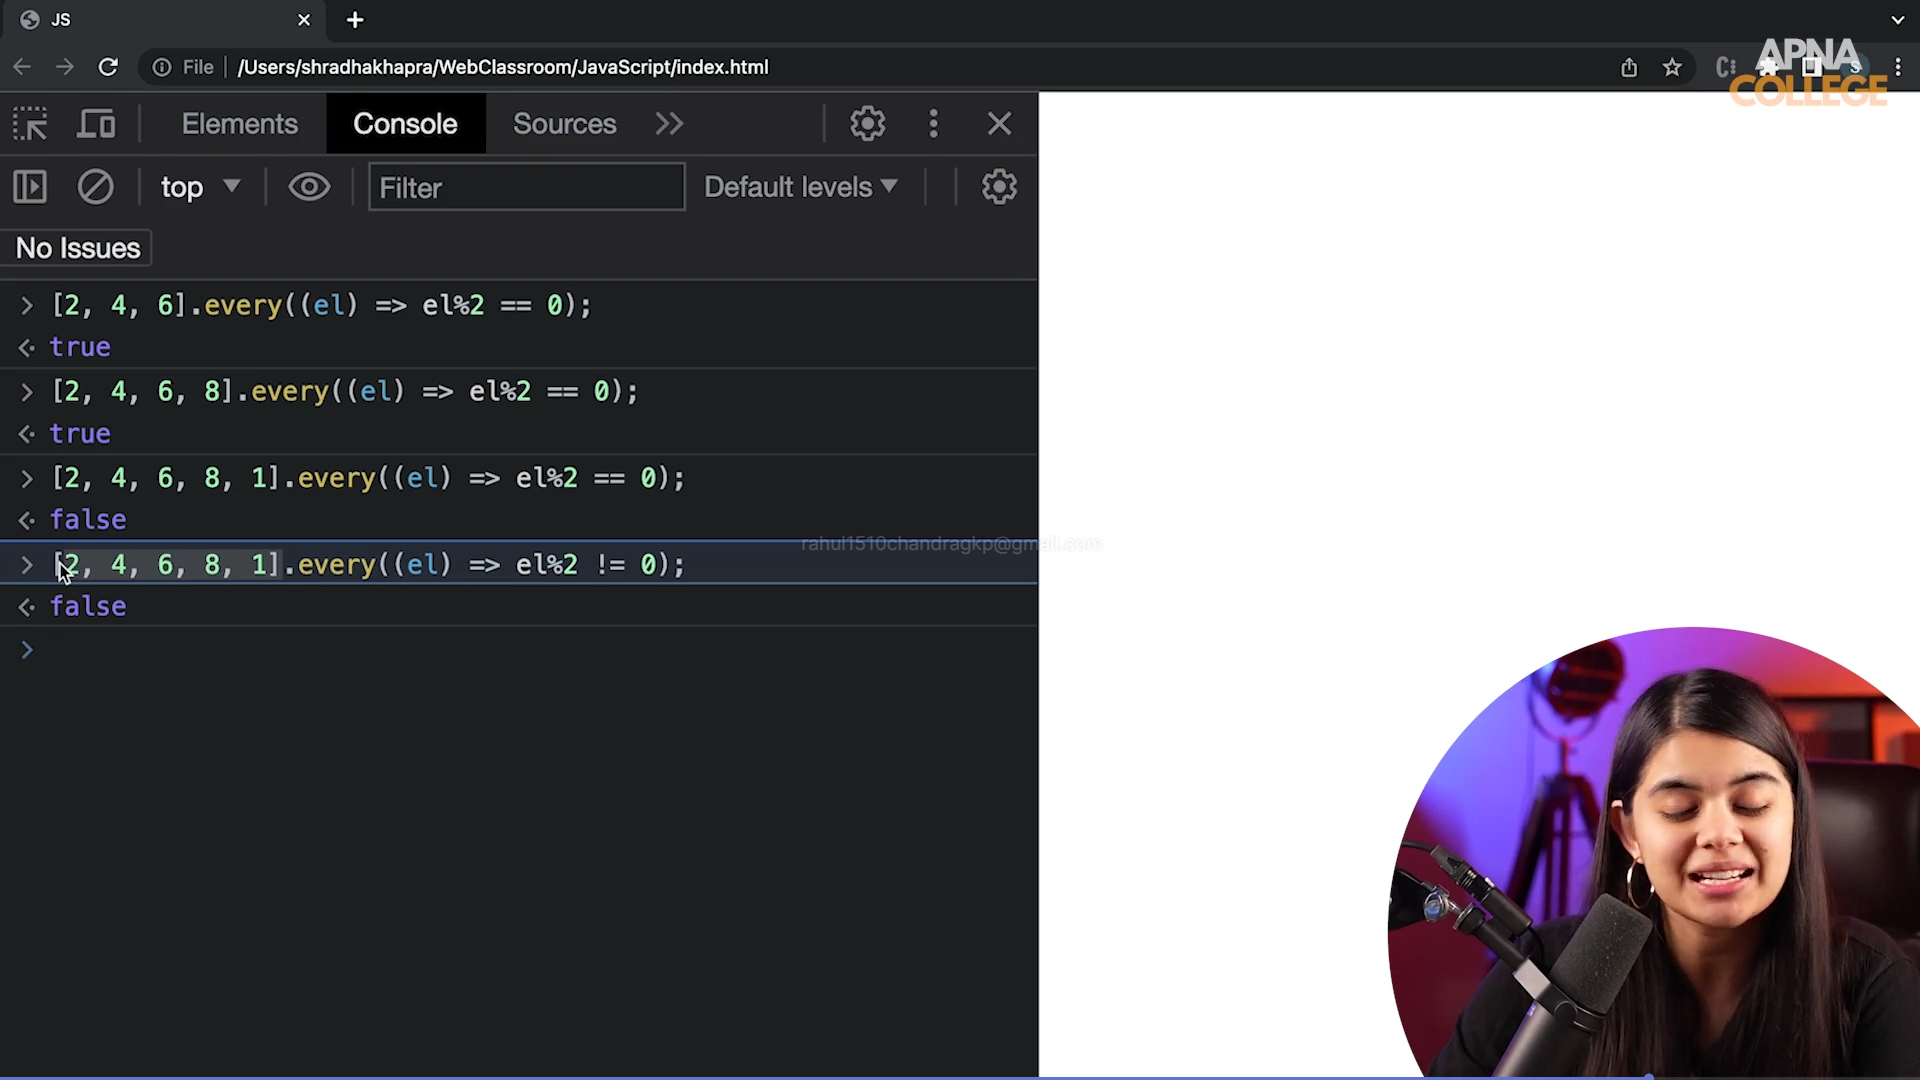 JS
File /Users/shradhakhapra/WebClassroom/JavaScript/index.html
APNA
COLLEGE
Elements Console Sources
top Filter Default levels
No Issues
[2, 4, 6].every((el) => el%2 == 0);
true
[2, 4, 6, 8].every((el) => el%2 == 0);
true
[2, 4, 6, 8, 1].every((el) => el%2 == 0);
false
rahul1510chandragkp@gmail.com
[2, 4, 6, 8, 1].every((el) => el%2 != 0);
false